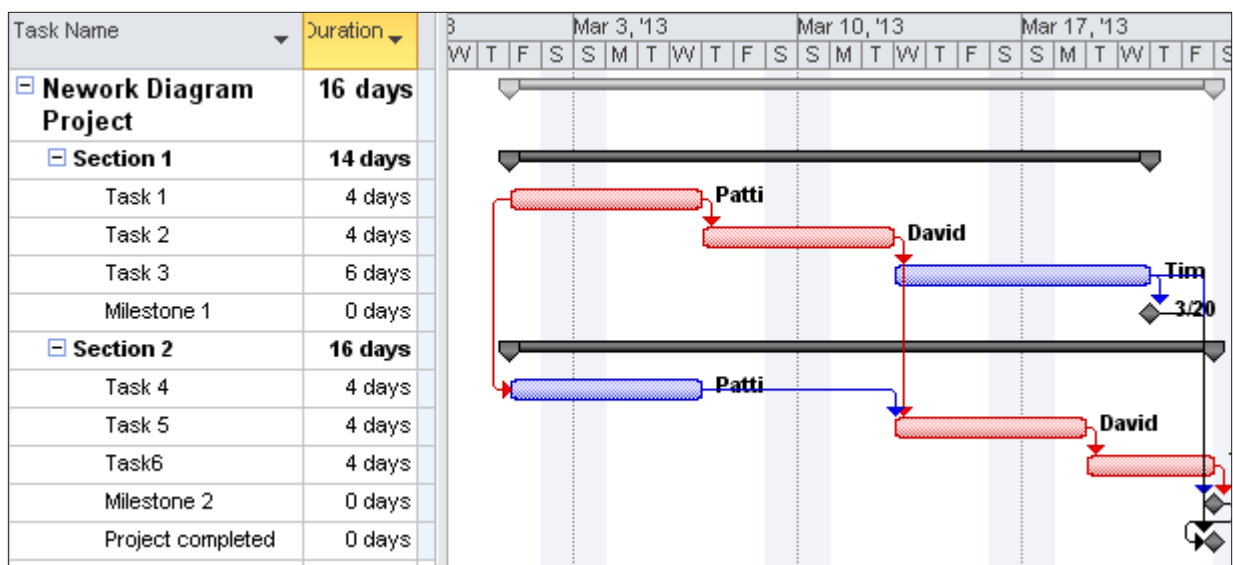 Task Name Duration 3 Mar 3, '13 Mar 10, '13 Mar 17, '13
W T F S S M T W T F S S M T W T F S S M T W T F S
Nework Diagram 16 days
Project
Section 1 14 days
Task 1 4 days Patti
Task 2 4 days David
Task 3 6 days Tim
Milestone 1 0 days 3/20
Section 2 16 days
Task 4 4 days Patti
Task 5 4 days David
Task6 4 days
Milestone 2 0 days
Project completed 0 days